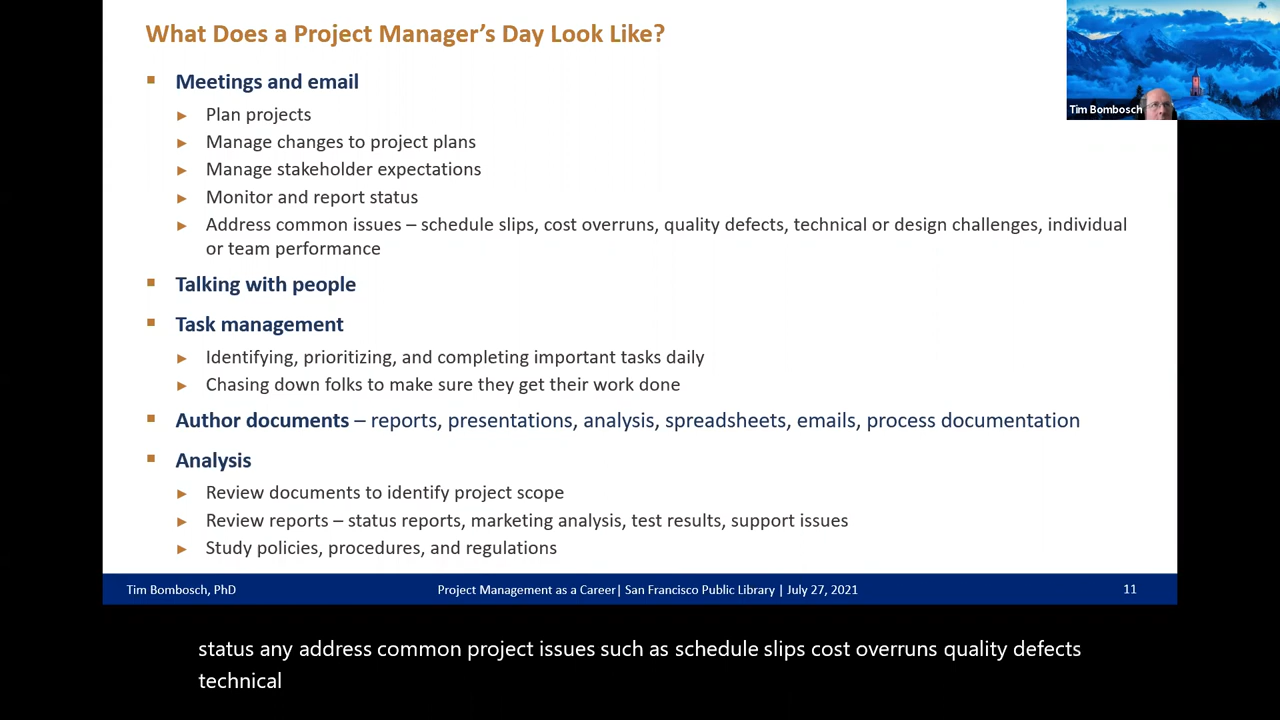 What Does a Project Manager's Day Look Like?
Tim Bombosch
▪ Meetings and email
► Plan projects
► Manage changes to project plans
► Manage stakeholder expectations
► Monitor and report status
► Address common issues – schedule slips, cost overruns, quality defects, technical or design challenges, individual
or team performance
▪ Talking with people
▪ Task management
► Identifying, prioritizing, and completing important tasks daily
► Chasing down folks to make sure they get their work done
▪ Author documents – reports, presentations, analysis, spreadsheets, emails, process documentation
▪ Analysis
► Review documents to identify project scope
► Review reports – status reports, marketing analysis, test results, support issues
► Study policies, procedures, and regulations
Tim Bombosch, PhD Project Management as a Career| San Francisco Public Library | July 27, 2021 11
status any address common project issues such as schedule slips cost overruns quality defects
technical